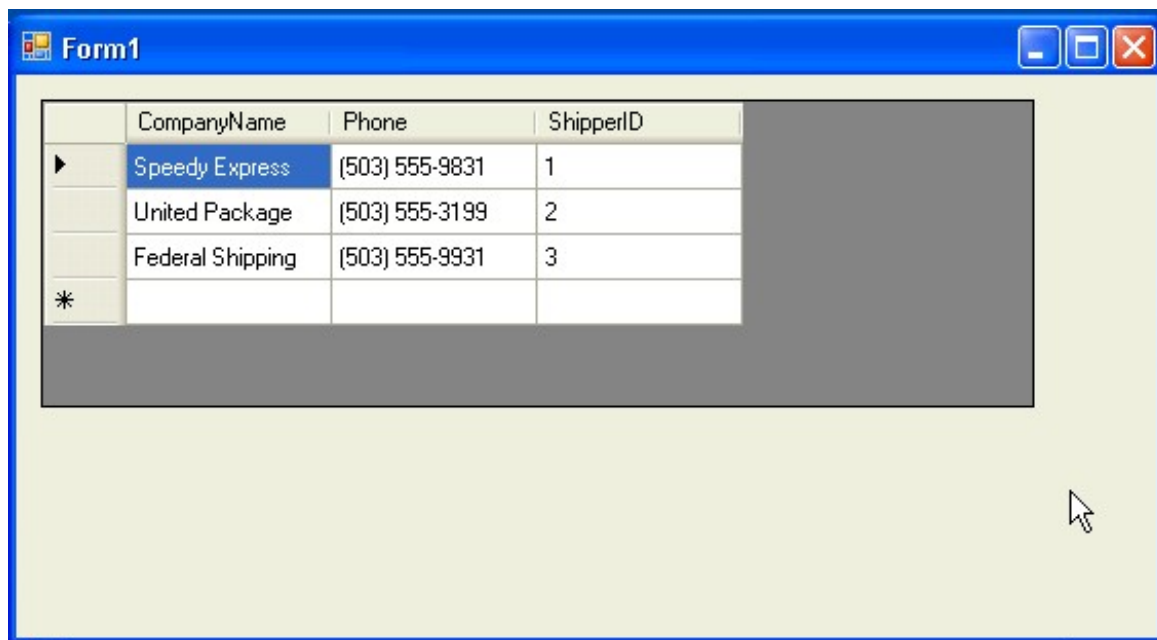 Form1
CompanyName Phone ShipperID
Speedy Express (503) 555-9831 1
United Package (503) 555-3199 2
Federal Shipping (503) 555-9931 3